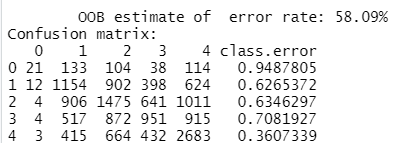 OOB estimate of error rate: 58.09%
Confusion matrix:
0 1 2 3 4 class.error
0 21 133 104 38 114 0.9487805
1 12 1154 902 398 624 0.6265372
2 4 906 1475 641 1011 0.6346297
3 4 517 872 951 915 0.7081927
4 3 415 664 432 2683 0.3607339